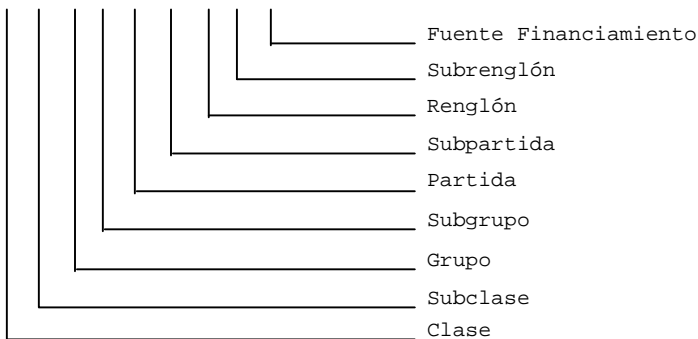 Fuente Financiamiento
Subrenglón
Renglón
Subpartida
Partida
Subgrupo
Grupo
Subclase
Clase